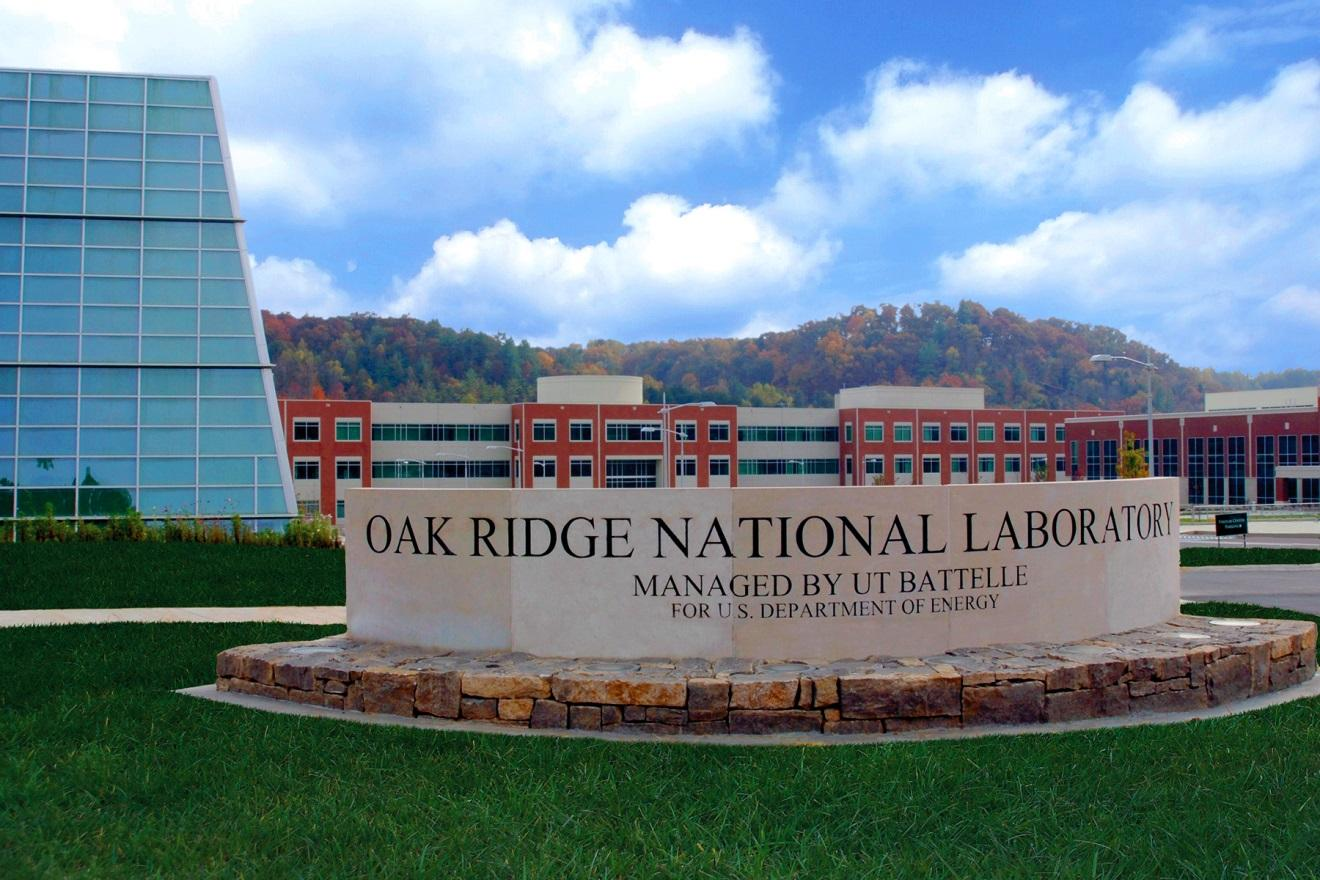 OAK RIDGE NATIONAL LABORATORY
MANAGED BY UT BATTELLE
FOR U.S. DEPARTMENT OF ENERGY